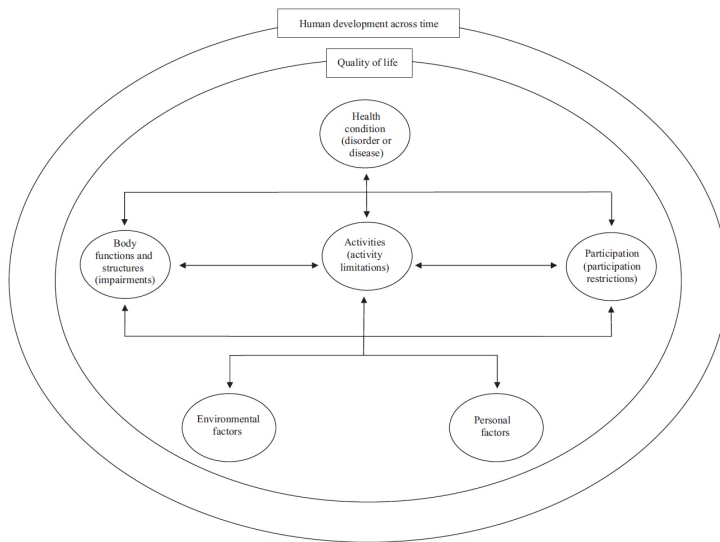 Human development across time
Quality of life
Health
condition
(disorder or
disease)
Body
functions and
structures
(impairments)
Activities
(activity
limitations)
Participation
(participation
restrictions)
Environmental
factors
Personal
factors